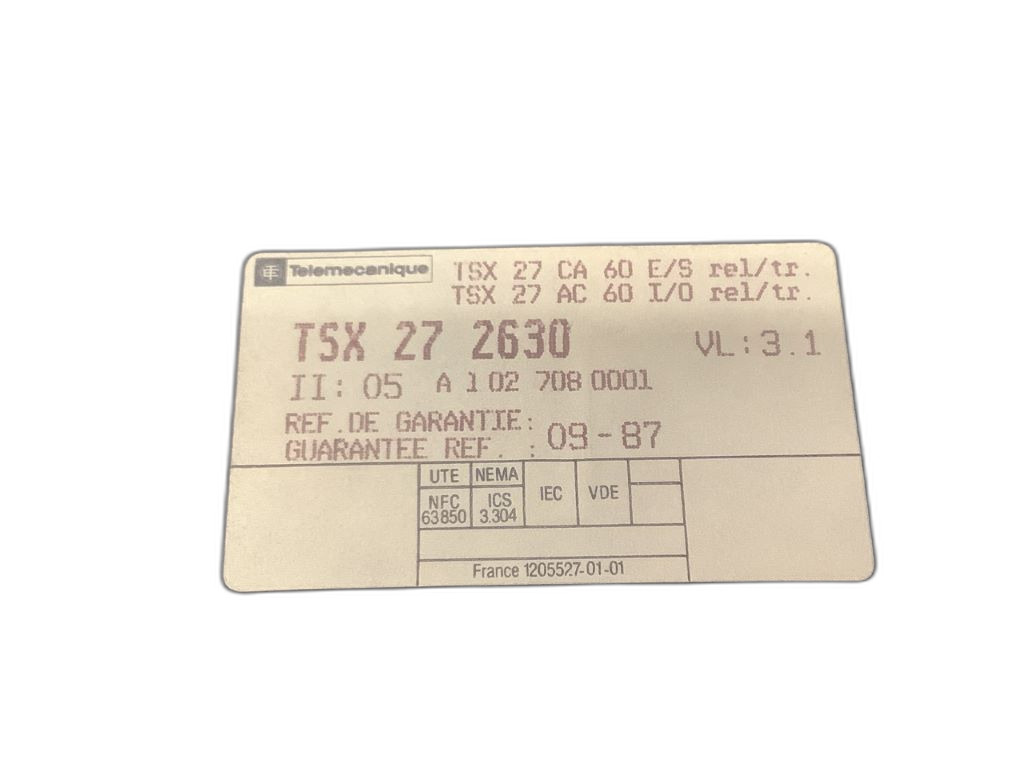 Telemecanique
TSX 27 CA 60 E/S rel/tr.
TSX 27 AC 60 I/O rel/tr.
TSX 27 2630
VL:3.1
II: 05 A 1 02 708 0001
REF.DE GARANTIE:
GUARANTEE REF. : 09-87
UTE NEMA
NFC ICS IEC VDE
63850 3.304
France 1205527-01-01